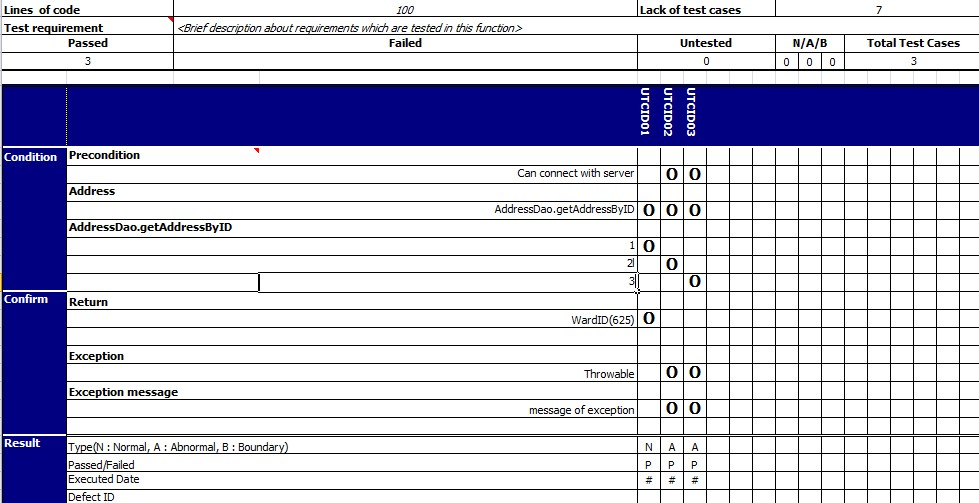 Lines of code 100 Lack of test cases 7
Test requirement <Brief description about requirements which are tested in this function>
Passed Failed Untested N/A/B Total Test Cases
3 0 0 0 0 3
UTCID01 UTCID02 UTCID03
Condition Precondition
Can connect with server O O
Address
AddressDao.getAddressByID O O O
AddressDao.getAddressByID
1 O
2 O
3 O
Confirm Return
WardID(625) O
Exception
Throwable O O
Exception message
message of exception O O
Result Type(N : Normal, A : Abnormal, B : Boundary) N A A
Passed/Failed P P P
Executed Date # # #
Defect ID